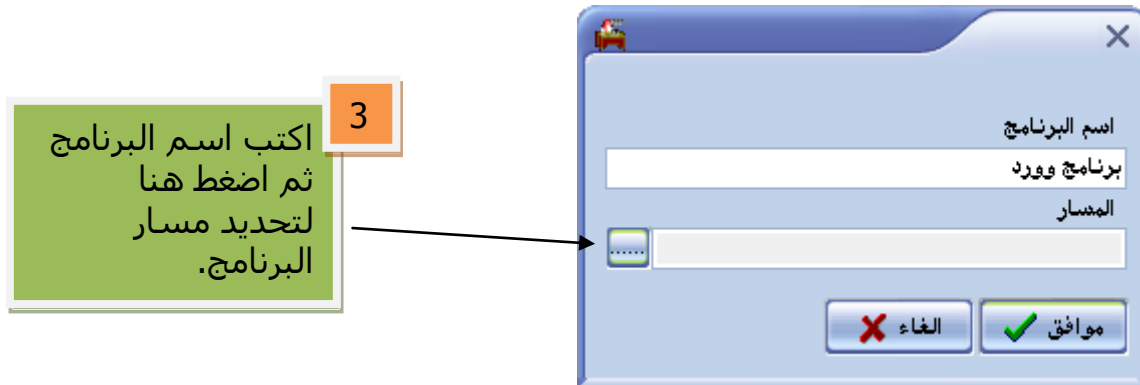 3
اكتب اسم البرنامج
ثم اضغط هنا
لتحديد مسار
البرنامج.
اسم البرنامج
برنامج وورد
المسار
......
موافق
الغاء